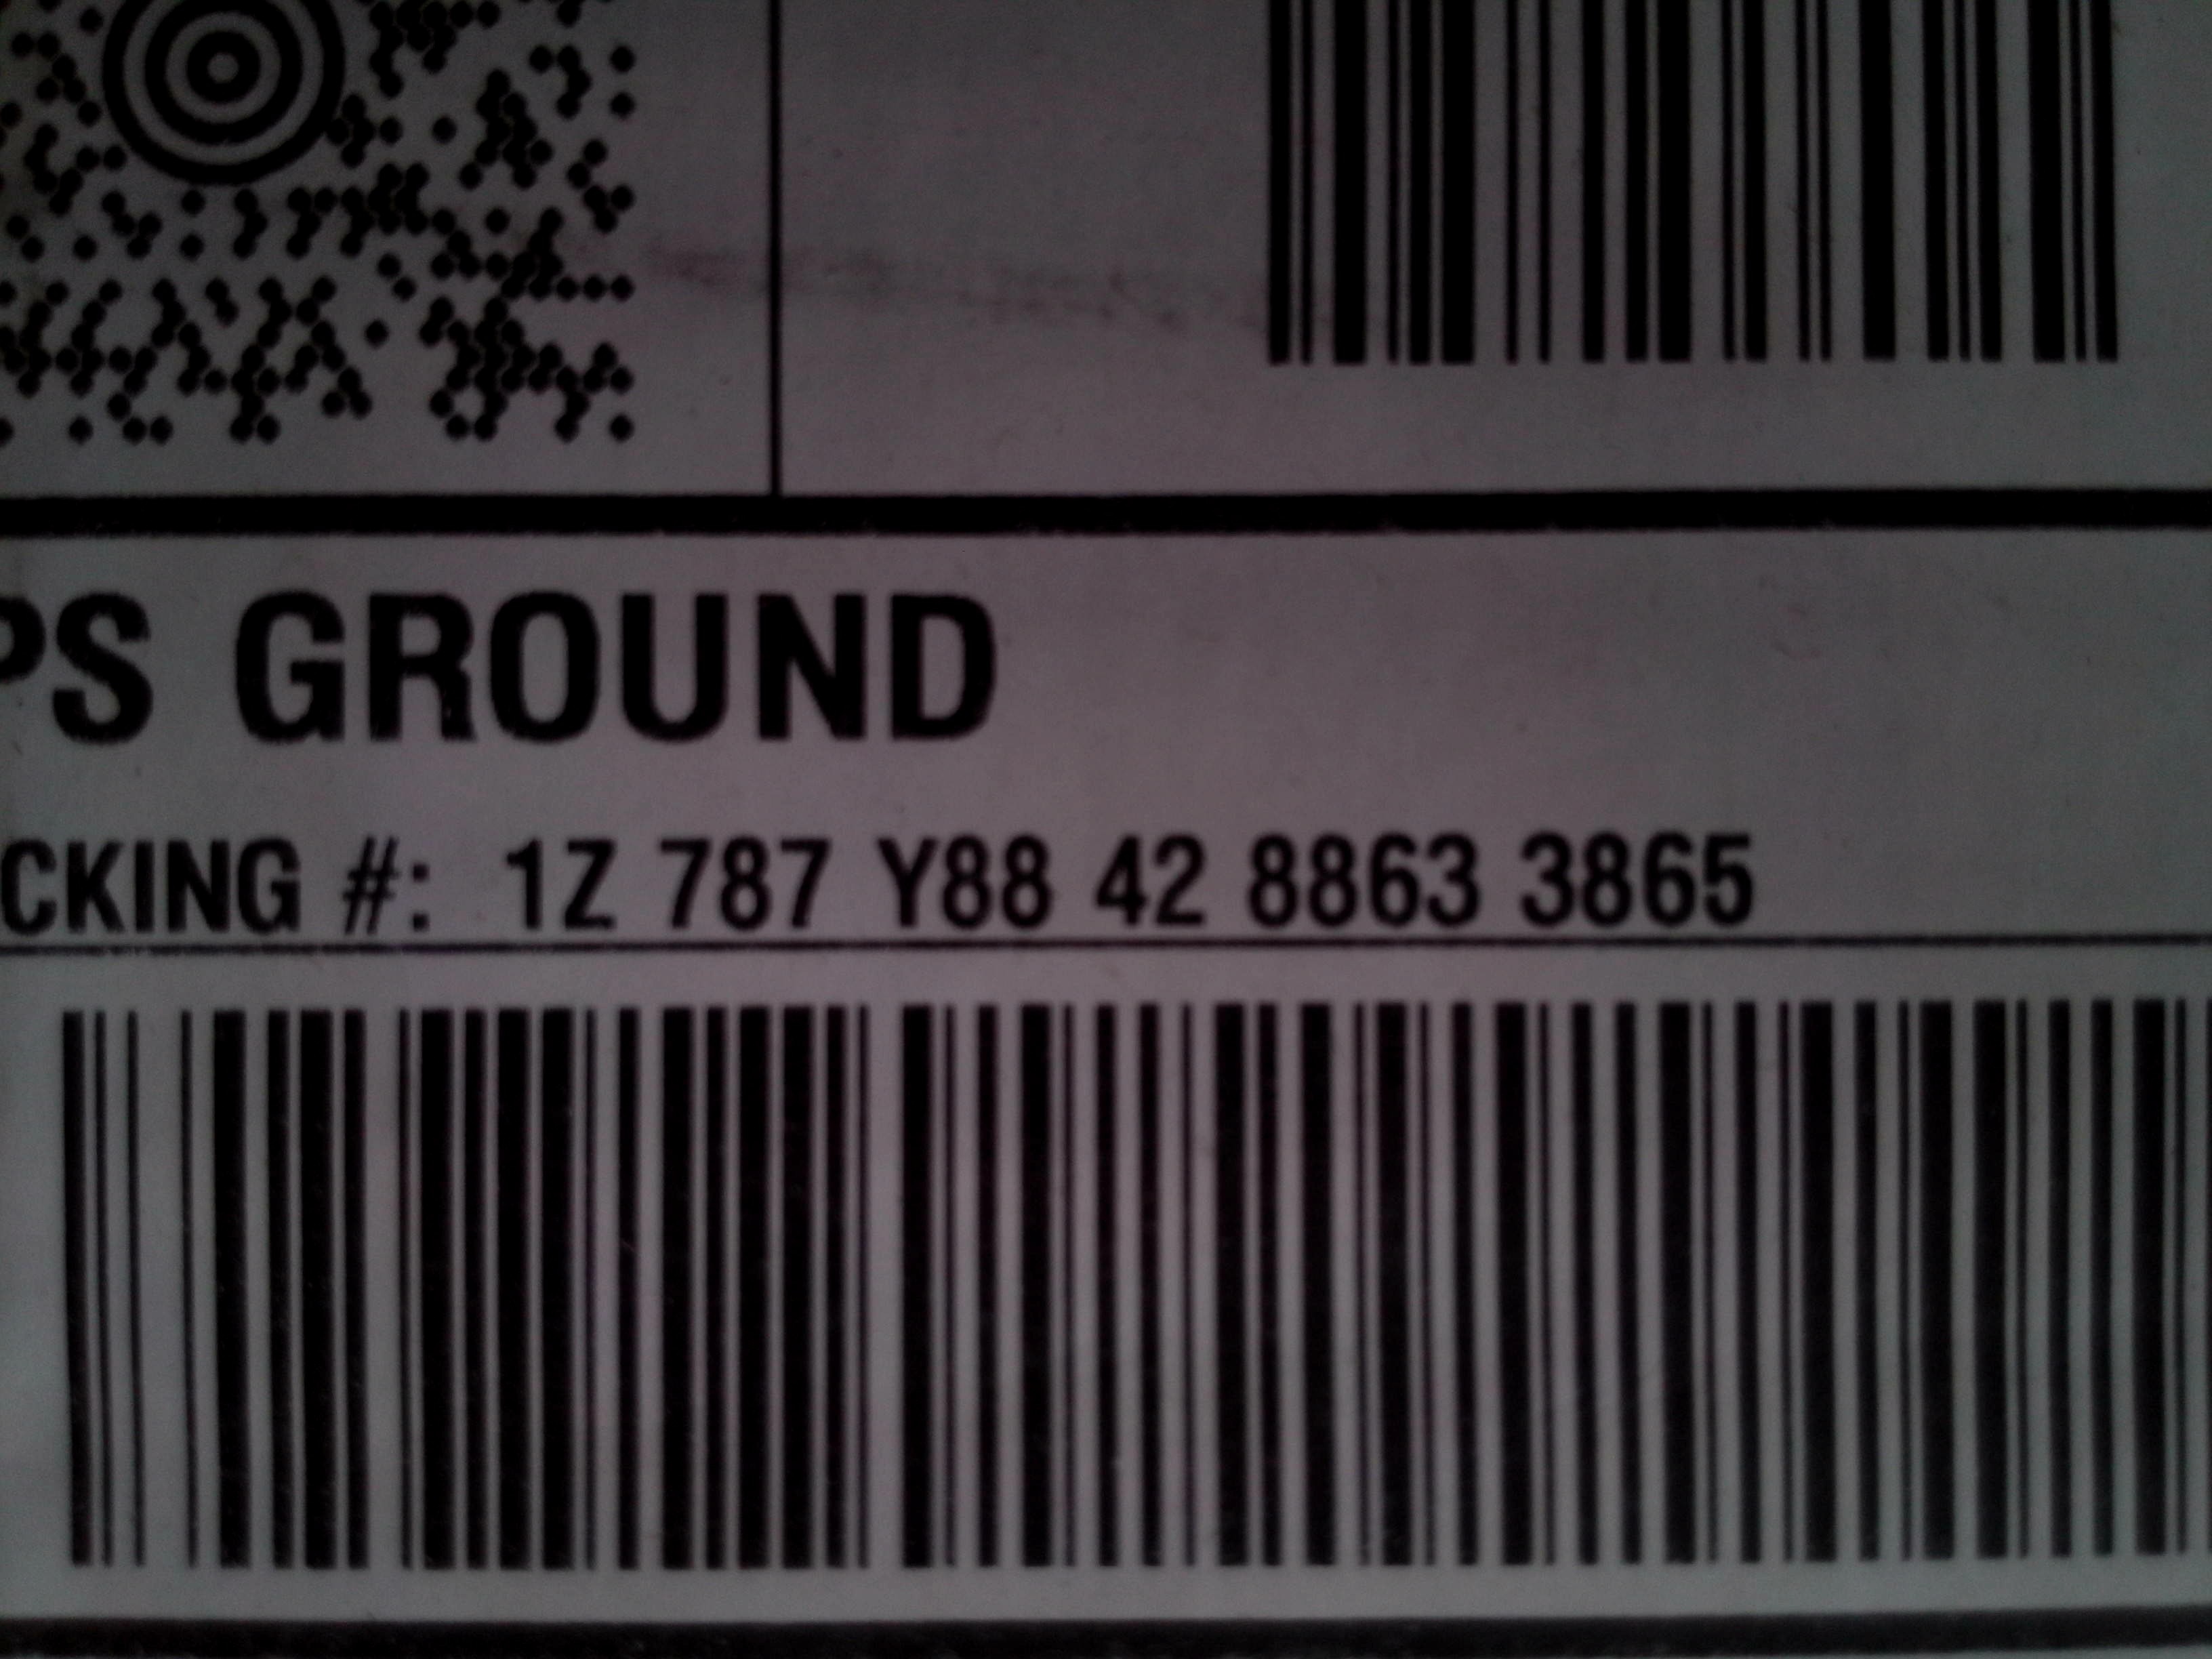 PS GROUND
CKING #: 1Z 787 Y88 42 8863 3865